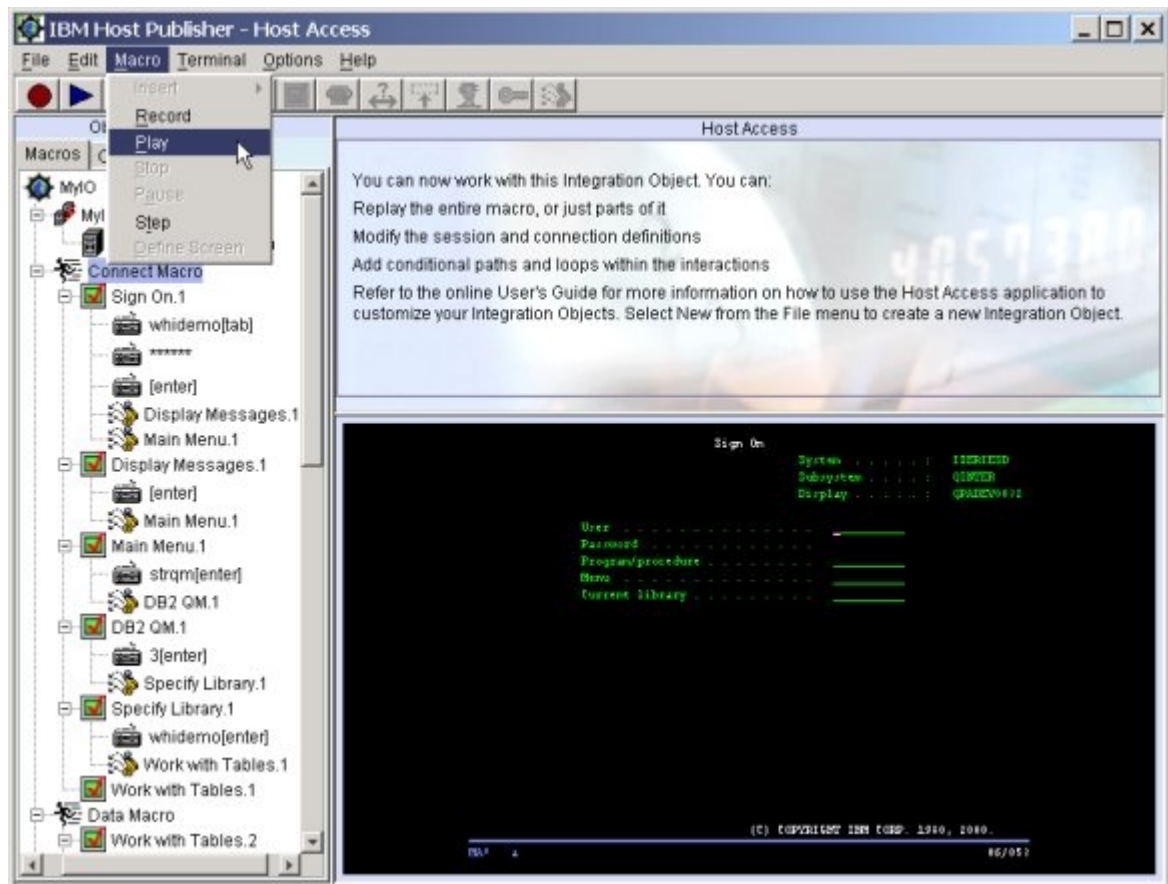 IBM Host Publisher - Host Access
File Edit Macro Terminal Options Help
Insert
Record
Play
Stop
Pause
Step
Define Screen
Macros
MyIO
Connect Macro
Sign On.1
whidemo[tab]
******
[enter]
Display Messages.1
Main Menu.1
Display Messages.1
[enter]
Main Menu.1
Main Menu.1
strqm[enter]
DB2 QM.1
DB2 QM.1
3[enter]
Specify Library.1
Specify Library.1
whidemo[enter]
Work with Tables.1
Work with Tables.1
Data Macro
Work with Tables.2
Host Access
You can now work with this Integration Object. You can:
Replay the entire macro, or just parts of it
Modify the session and connection definitions
Add conditional paths and loops within the interactions
Refer to the online User's Guide for more information on how to use the Host Access application to
customize your Integration Objects. Select New from the File menu to create a new Integration Object.
Sign On
System . . . . . :
Subsystem . . . . :
Display . . . . . :
User . . . . . . . . . . . . . .
Password . . . . . . . . . . . .
Program/procedure . . . . . . . .
Menu . . . . . . . . . . . . . .
Current library . . . . . . . . .
(C) COPYRIGHT IBM CORP. 1980, 2000.
06/053